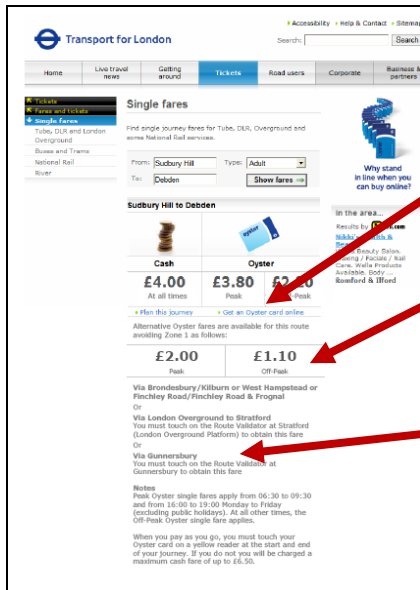 Accessibility Help & Contact Sitemap
Transport for London
Search: Search
Home Live travel news Getting around Tickets Road users Corporate Business & partners
Tickets
Fares and tickets
Single fares
Tube, DLR and London
Overground
Buses and Trams
National Rail
River
Single fares
Find single journey fares for Tube, DLR, Overground and
some National Rail services.
From: Sudbury Hill Type: Adult
To: Debden Show fares
Why stand
in line when you
can buy online?
Sudbury Hill to Debden
Cash Oyster
£4.00 £3.80
At all times Peak
Plan this journey Get an Oyster card online
Alternative Oyster fares are available for this route
avoiding Zone 1 as follows:
£2.00 £1.10
Peak Off-Peak
Via Brondesbury/Kilburn or West Hampstead or
Finchley Road/Finchley Road & Frognal
Or
Via London Overground to Stratford
You must touch on the Route Validator at Stratford
(London Overground Platform) to obtain this fare
Or
Via Gunnersbury
You must touch on the Route Validator at
Gunnersbury to obtain this fare
Notes
Peak Oyster single fares apply from 06:30 to 09:30
and from 16:00 to 19:00 Monday to Friday
(excluding public holidays). At all other times, the
Off-Peak Oyster single fare applies.
When you pay as you go, you must touch your
Oyster card on a yellow reader at the start and end
of your journey. If you do not you will be charged a
maximum cash fare of up to £6.50.
In the area...
Results by
Beauty Salon.
Waxing / Facials / Nail
Care. Wella Products
Available. Body ...
Romford & Ilford